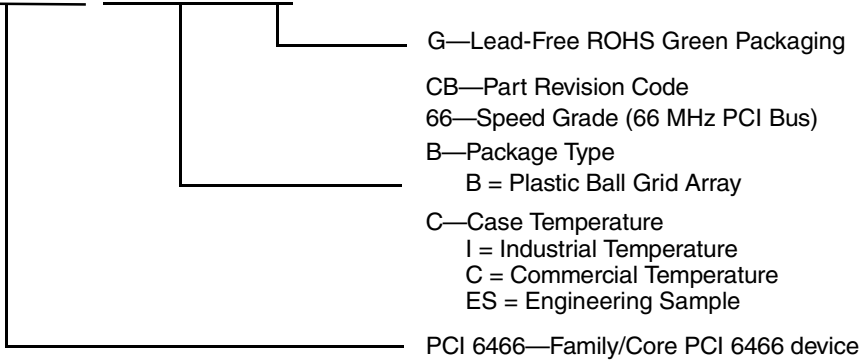 G—Lead-Free ROHS Green Packaging
CB—Part Revision Code
66—Speed Grade (66 MHz PCI Bus)
B—Package Type
B = Plastic Ball Grid Array
C—Case Temperature
I = Industrial Temperature
C = Commercial Temperature
ES = Engineering Sample
PCI 6466—Family/Core PCI 6466 device